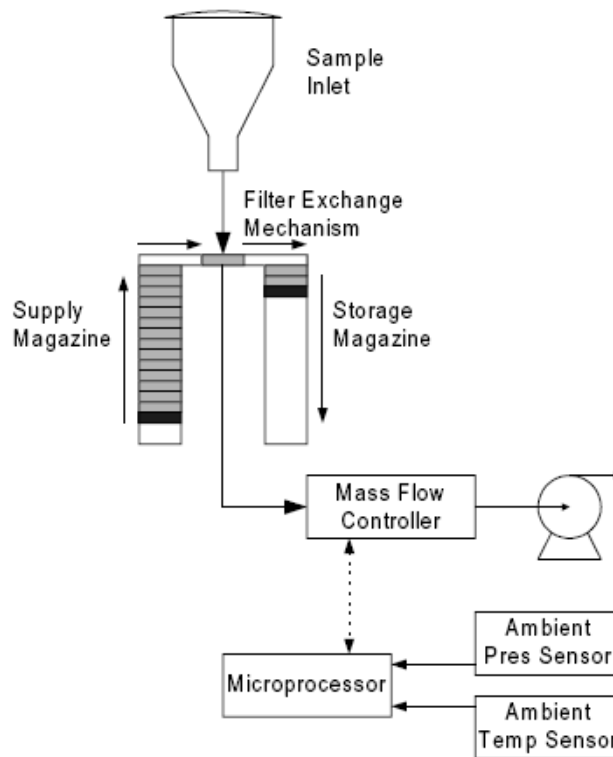 Sample
Inlet
Filter Exchange
Mechanism
Supply
Magazine
Storage
Magazine
Mass Flow
Controller
Microprocessor
Ambient
Pres Sensor
Ambient
Temp Sensor